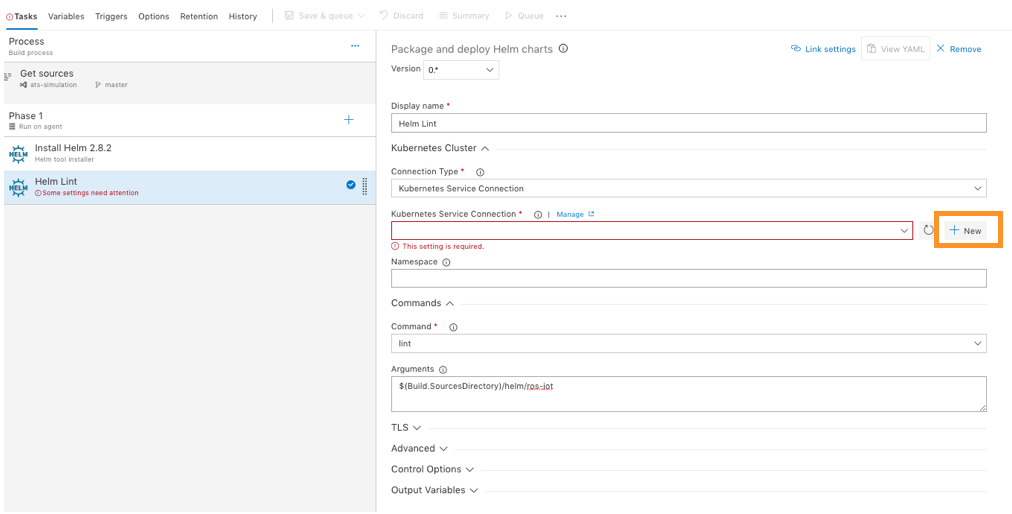 Tasks Variables Triggers Options Retention History Save & queue Discard Summary Queue ...
Process
Build process
Get sources
ats-simulation master
Phase 1
Run on agent
HELM
Install Helm 2.8.2
Helm tool installer
HELM
Helm Lint
Some settings need attention
Package and deploy Helm charts
Link settings View YAML Remove
Version 0.*
Display name *
Helm Lint
Kubernetes Cluster
Connection Type *
Kubernetes Service Connection
Kubernetes Service Connection * | Manage
New
This setting is required.
Namespace
Commands
Command *
lint
Arguments
$(Build.SourcesDirectory)/helm/ros-iot
TLS
Advanced
Control Options
Output Variables